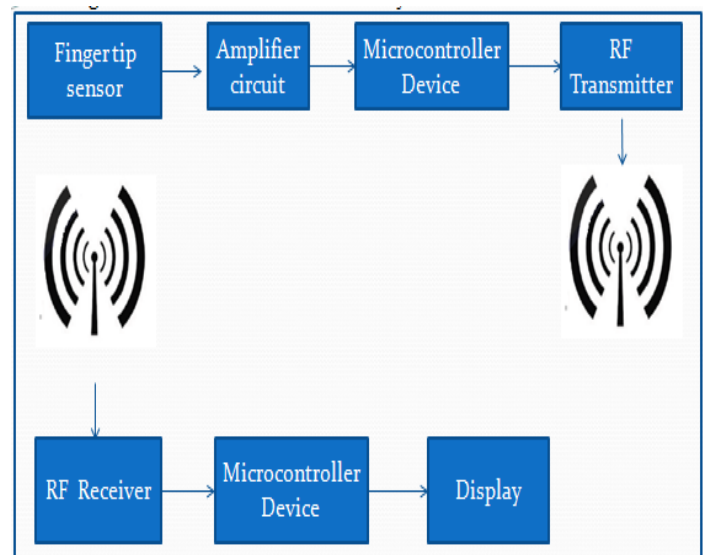 Fingertip
sensor
Amplifier
circuit
Microcontroller
Device
RF
Transmitter
RF Receiver
Microcontroller
Device
Display